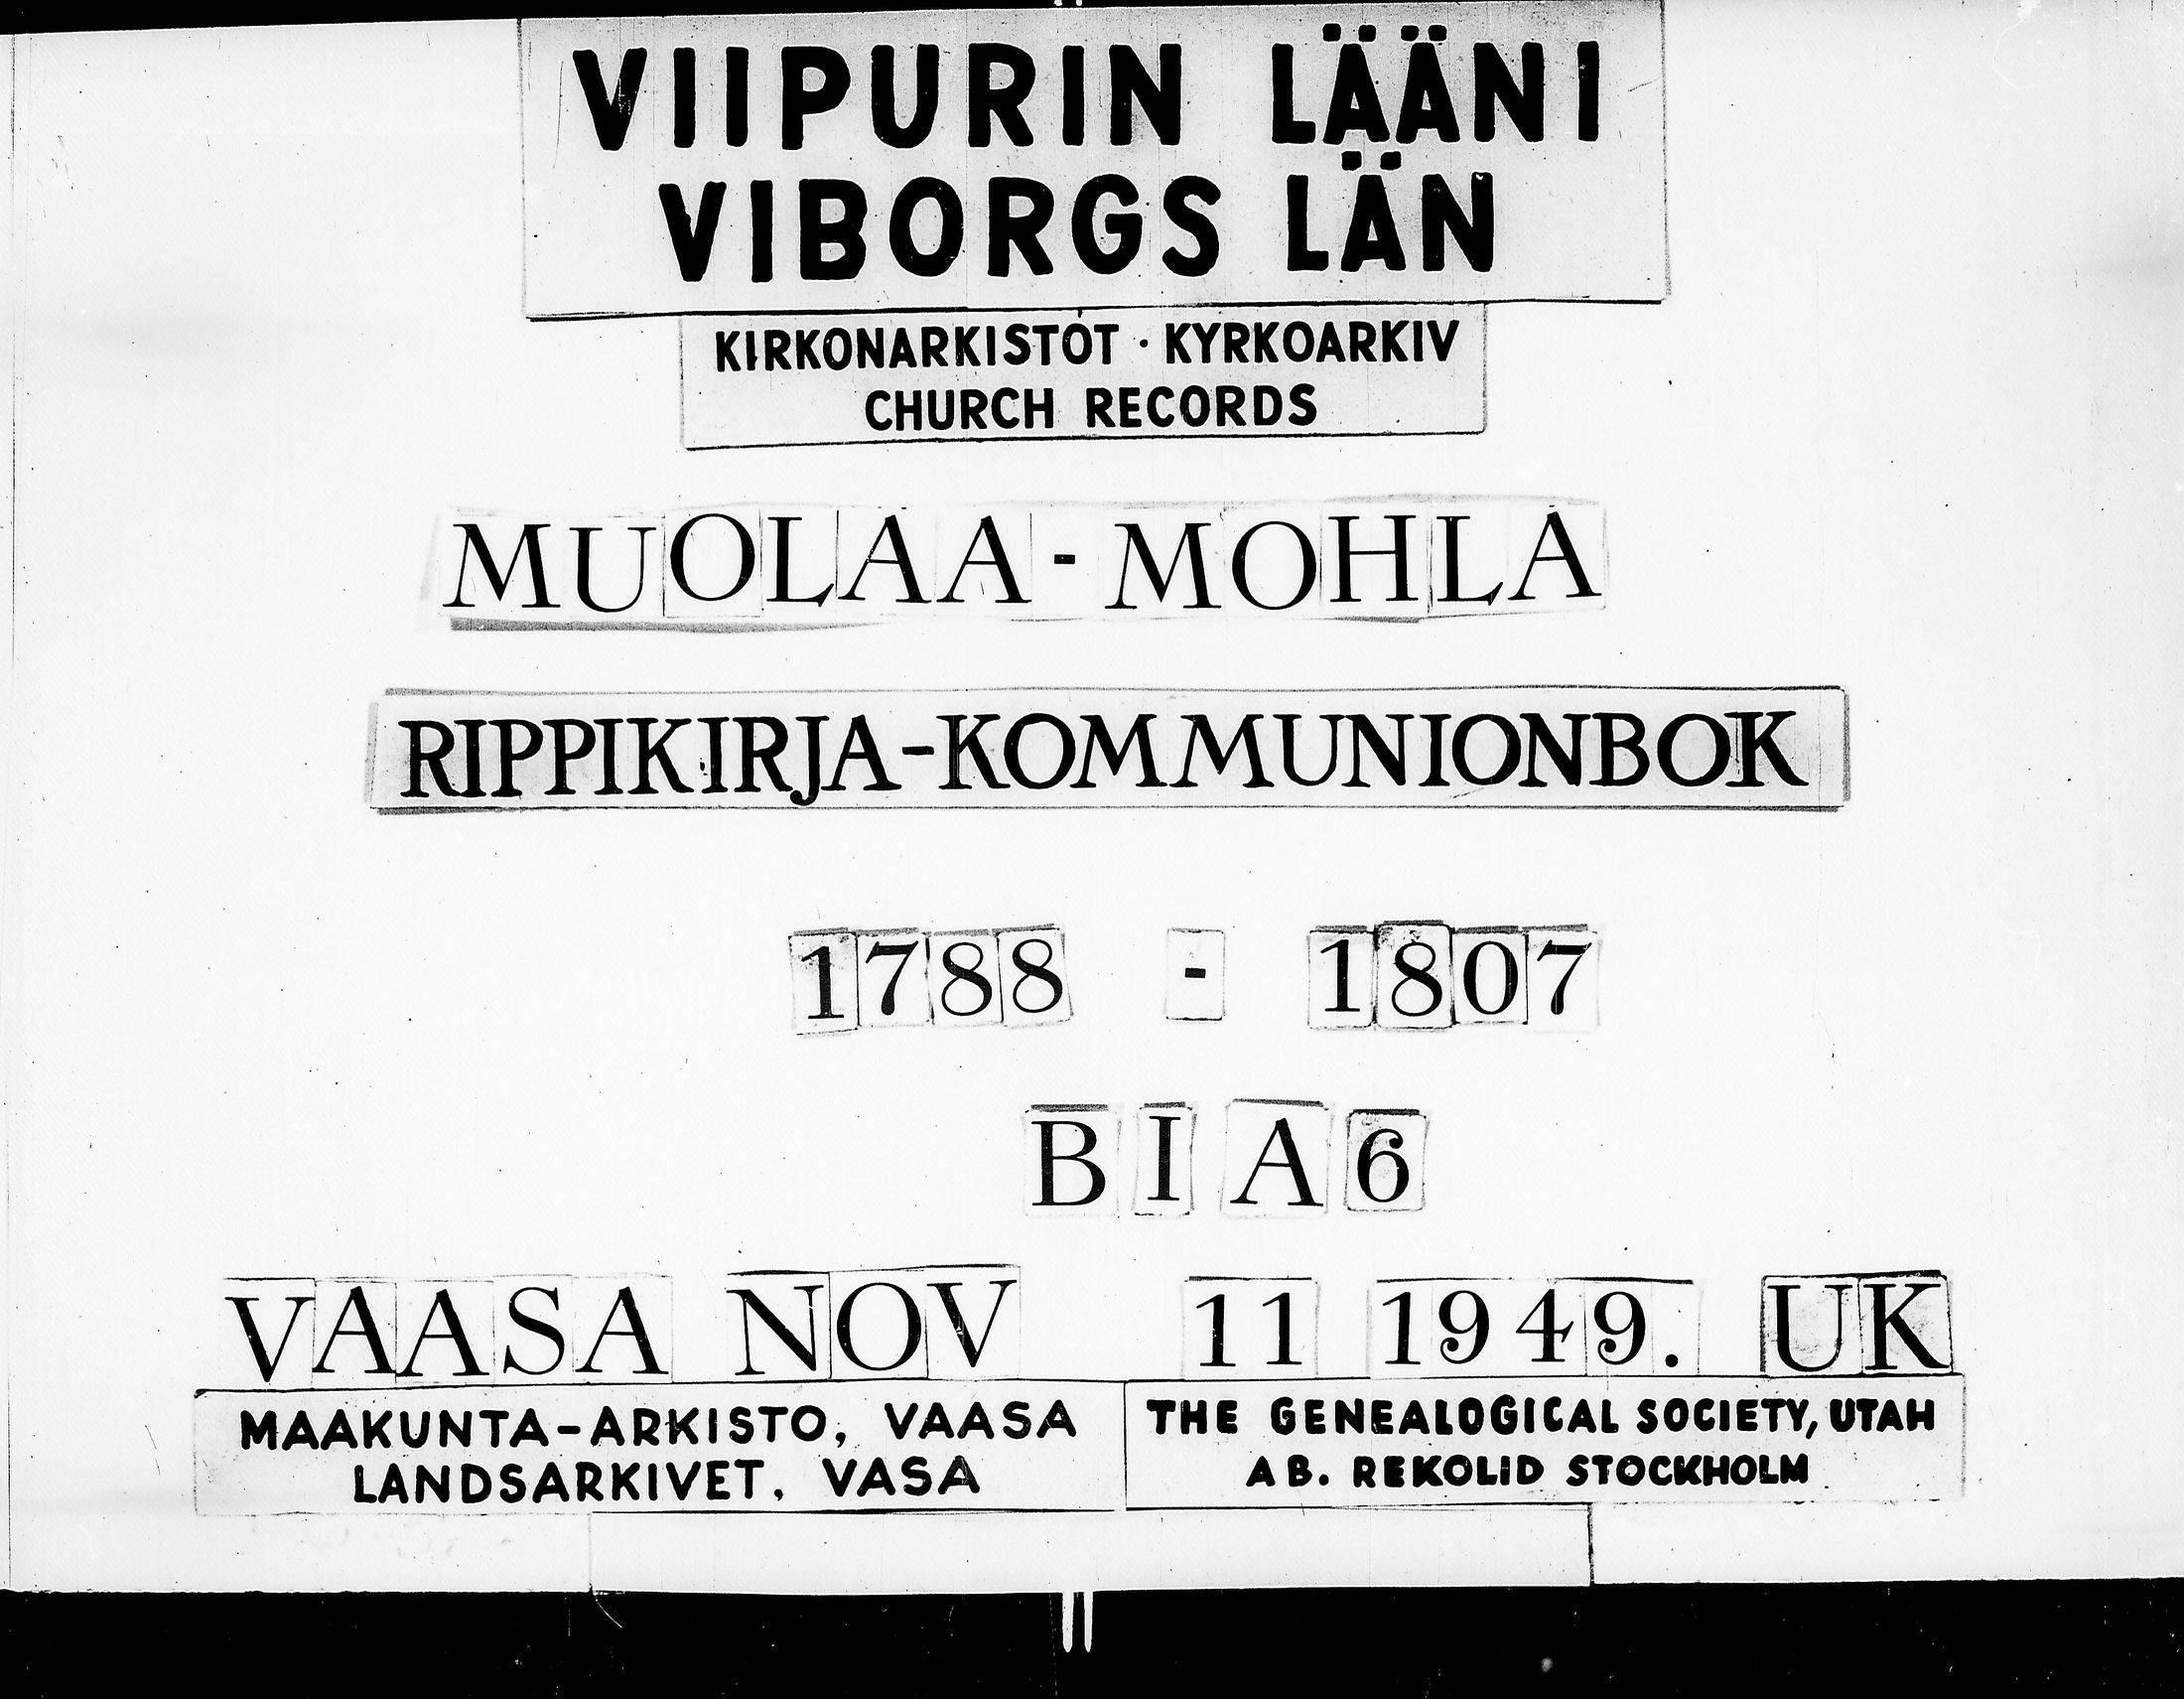 VIIPURIN LÄÄNI
VIBORGS LÄN
KIRKONARKISTOT · KYRKOARKIV
CHURCH RECORDS
MUOLAA - MOHLA
RIPPIKIRJA-KOMMUNIONBOK
1788 - 1807
B I A 6
VAASA NOV 11 1949. UK
MAAKUNTA-ARKISTO, VAASA
LANDSARKIVET, VASA
THE GENEALOGICAL SOCIETY, UTAH
AB. REKOLID STOCKHOLM